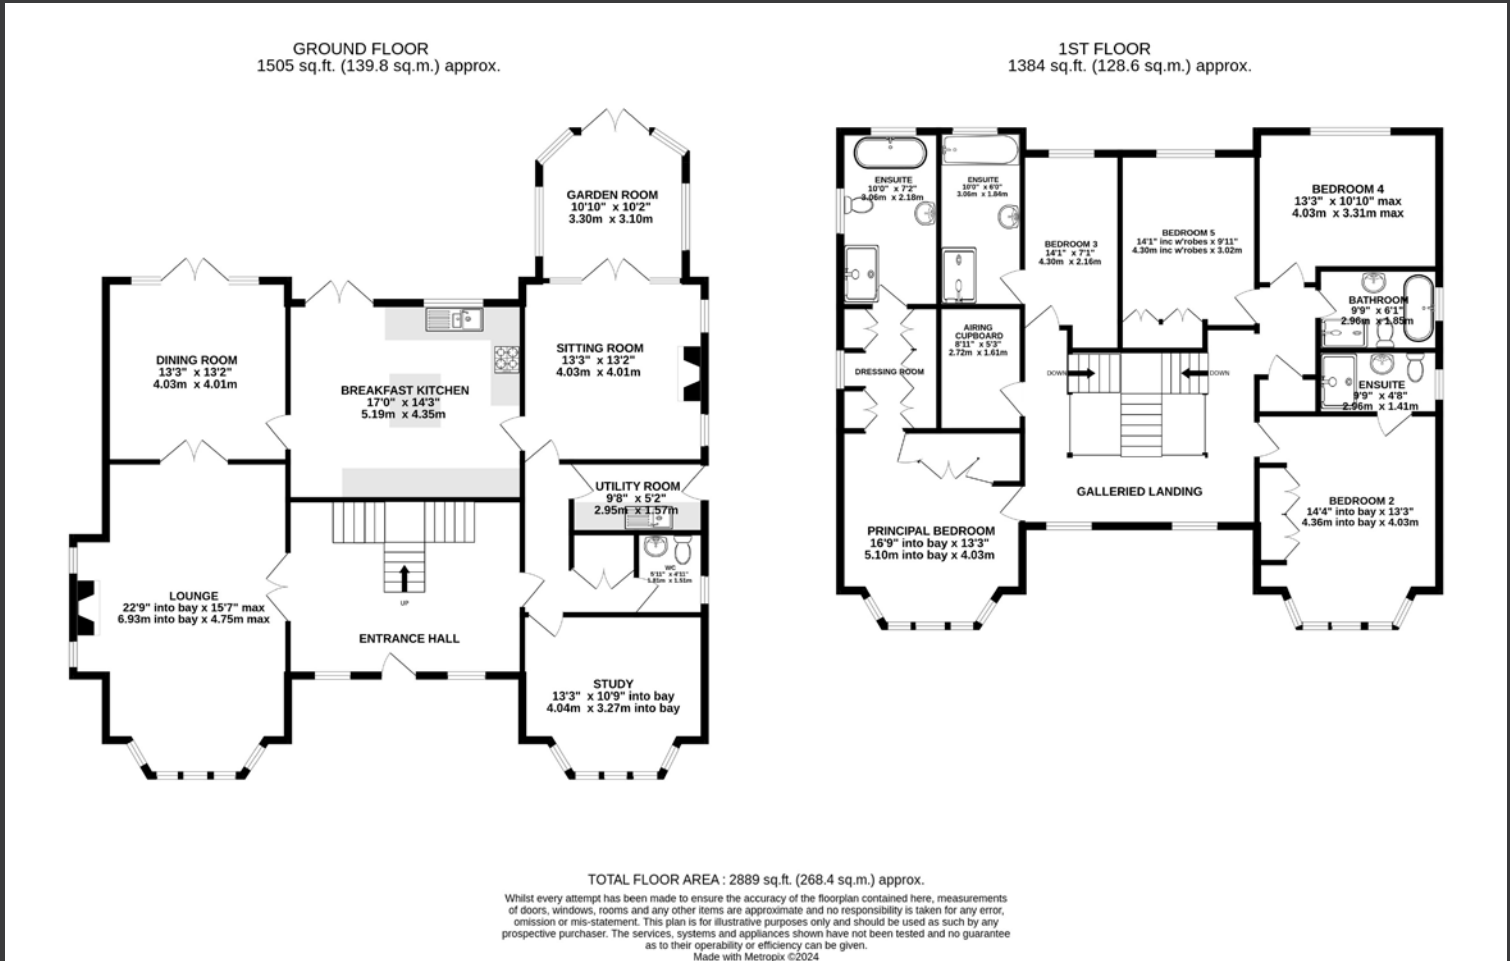 GROUND FLOOR
1505 sq.ft. (139.8 sq.m.) approx.
GARDEN ROOM
10'10" x 10'2"
3.30m x 3.10m
DINING ROOM
13'3" x 13'2"
4.03m x 4.01m
BREAKFAST KITCHEN
17'0" x 14'3"
5.19m x 4.35m
SITTING ROOM
13'3" x 13'2"
4.03m x 4.01m
UTILITY ROOM
9'8" x 5'2"
2.95m x 1.57m
WC
5'11" x 4'11"
1.81m x 1.51m
LOUNGE
22'9" into bay x 15'7" max
6.93m into bay x 4.75m max
UP
ENTRANCE HALL
STUDY
13'3" x 10'9" into bay
4.04m x 3.27m into bay
1ST FLOOR
1384 sq.ft. (128.6 sq.m.) approx.
ENSUITE
10'0" x 7'2"
3.06m x 2.18m
ENSUITE
10'0" x 6'0"
3.06m x 1.84m
BEDROOM 3
14'1" x 7'1"
4.30m x 2.16m
BEDROOM 5
14'1" inc w'robes x 9'11"
4.30m inc w'robes x 3.02m
BEDROOM 4
13'3" x 10'10" max
4.03m x 3.31m max
BATHROOM
9'9" x 6'1"
2.96m x 1.85m
AIRING
CUPBOARD
8'11" x 5'3"
2.72m x 1.61m
DRESSING ROOM
DOWN
DOWN
ENSUITE
9'9" x 4'8"
2.96m x 1.41m
GALLERIED LANDING
PRINCIPAL BEDROOM
16'9" into bay x 13'3"
5.10m into bay x 4.03m
BEDROOM 2
14'4" into bay x 13'3"
4.36m into bay x 4.03m
TOTAL FLOOR AREA : 2889 sq.ft. (268.4 sq.m.) approx.
Whilst every attempt has been made to ensure the accuracy of the floorplan contained here, measurements
of doors, windows, rooms and any other items are approximate and no responsibility is taken for any error,
omission or mis-statement. This plan is for illustrative purposes only and should be used as such by any
prospective purchaser. The services, systems and appliances shown have not been tested and no guarantee
as to their operability or efficiency can be given.
Made with Metropix ©2024